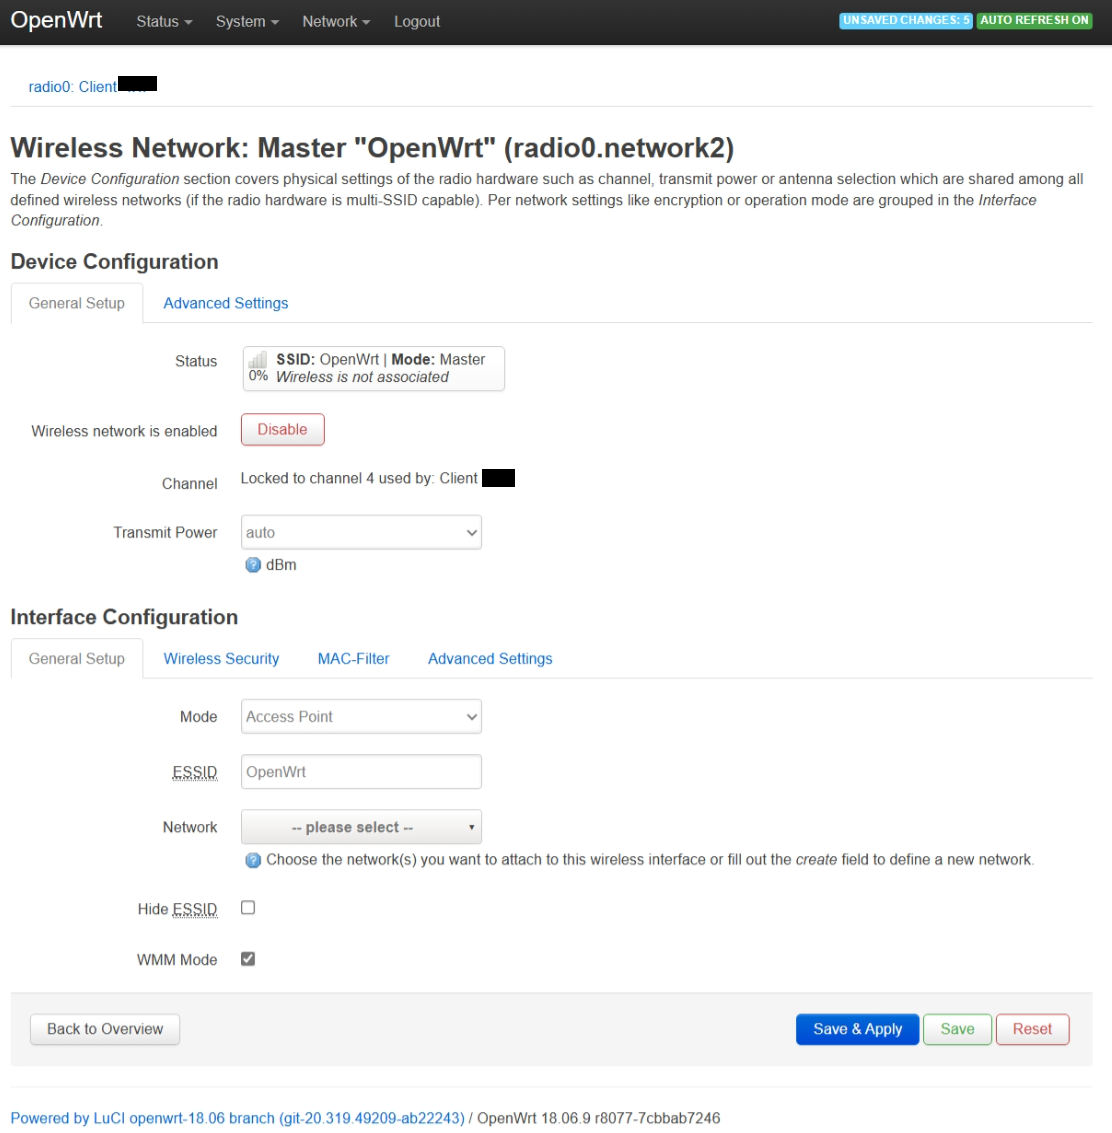 OpenWrt Status System Network Logout UNSAVED CHANGES: 5 AUTO REFRESH ON
radio0: Client
Wireless Network: Master "OpenWrt" (radio0.network2)
The Device Configuration section covers physical settings of the radio hardware such as channel, transmit power or antenna selection which are shared among all
defined wireless networks (if the radio hardware is multi-SSID capable). Per network settings like encryption or operation mode are grouped in the Interface
Configuration.
Device Configuration
General Setup Advanced Settings
Status
SSID: OpenWrt | Mode: Master
0% Wireless is not associated
Wireless network is enabled Disable
Channel Locked to channel 4 used by: Client
Transmit Power auto
dBm
Interface Configuration
General Setup Wireless Security MAC-Filter Advanced Settings
Mode Access Point
ESSID OpenWrt
Network -- please select --
Choose the network(s) you want to attach to this wireless interface or fill out the create field to define a new network.
Hide ESSID
WMM Mode
Back to Overview Save & Apply Save Reset
Powered by LuCI openwrt-18.06 branch (git-20.319.49209-ab22243) / OpenWrt 18.06.9 r8077-7cbbab7246